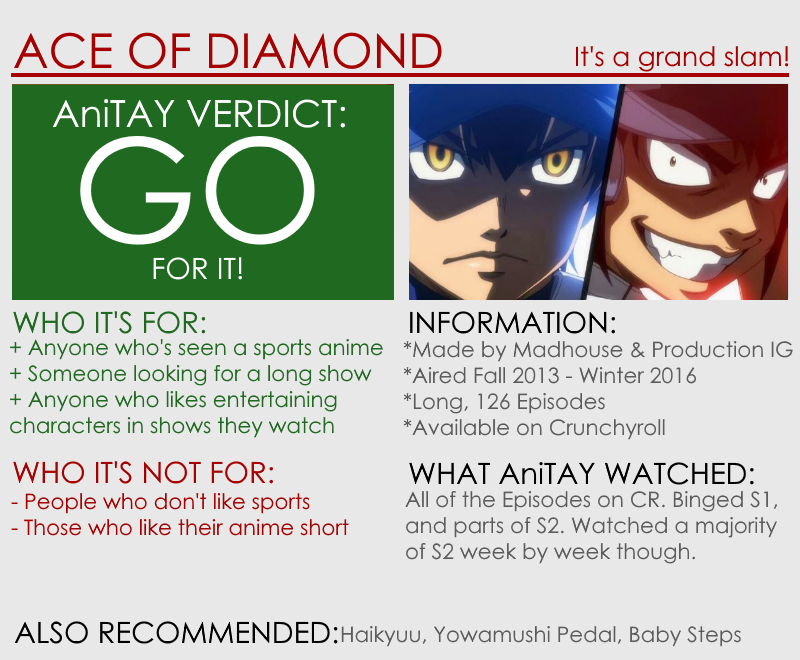 ACE OF DIAMOND
It's a grand slam!
AniTAY VERDICT:
GO
FOR IT!
WHO IT'S FOR:
+ Anyone who's seen a sports anime
+ Someone looking for a long show
+ Anyone who likes entertaining
characters in shows they watch
WHO IT'S NOT FOR:
- People who don't like sports
- Those who like their anime short
INFORMATION:
*Made by Madhouse & Production IG
*Aired Fall 2013 - Winter 2016
*Long, 126 Episodes
*Available on Crunchyroll
WHAT AniTAY WATCHED:
All of the Episodes on CR. Binged S1,
and parts of S2. Watched a majority
of S2 week by week though.
ALSO RECOMMENDED:Haikyuu, Yowamushi Pedal, Baby Steps